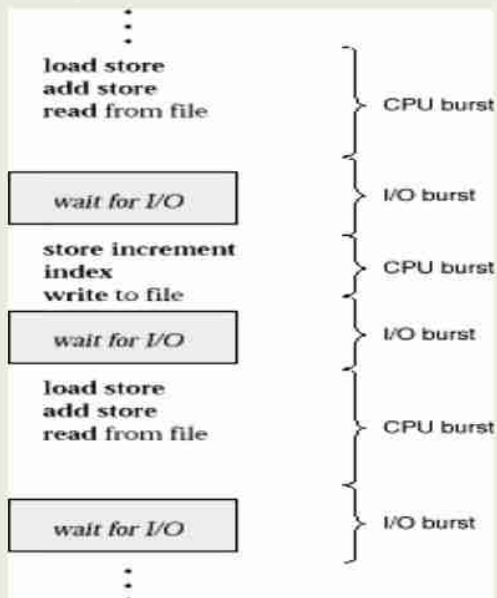 load store
add store
read from file
CPU burst
wait for I/O
I/O burst
store increment
index
write to file
CPU burst
wait for I/O
I/O burst
load store
add store
read from file
CPU burst
wait for I/O
I/O burst